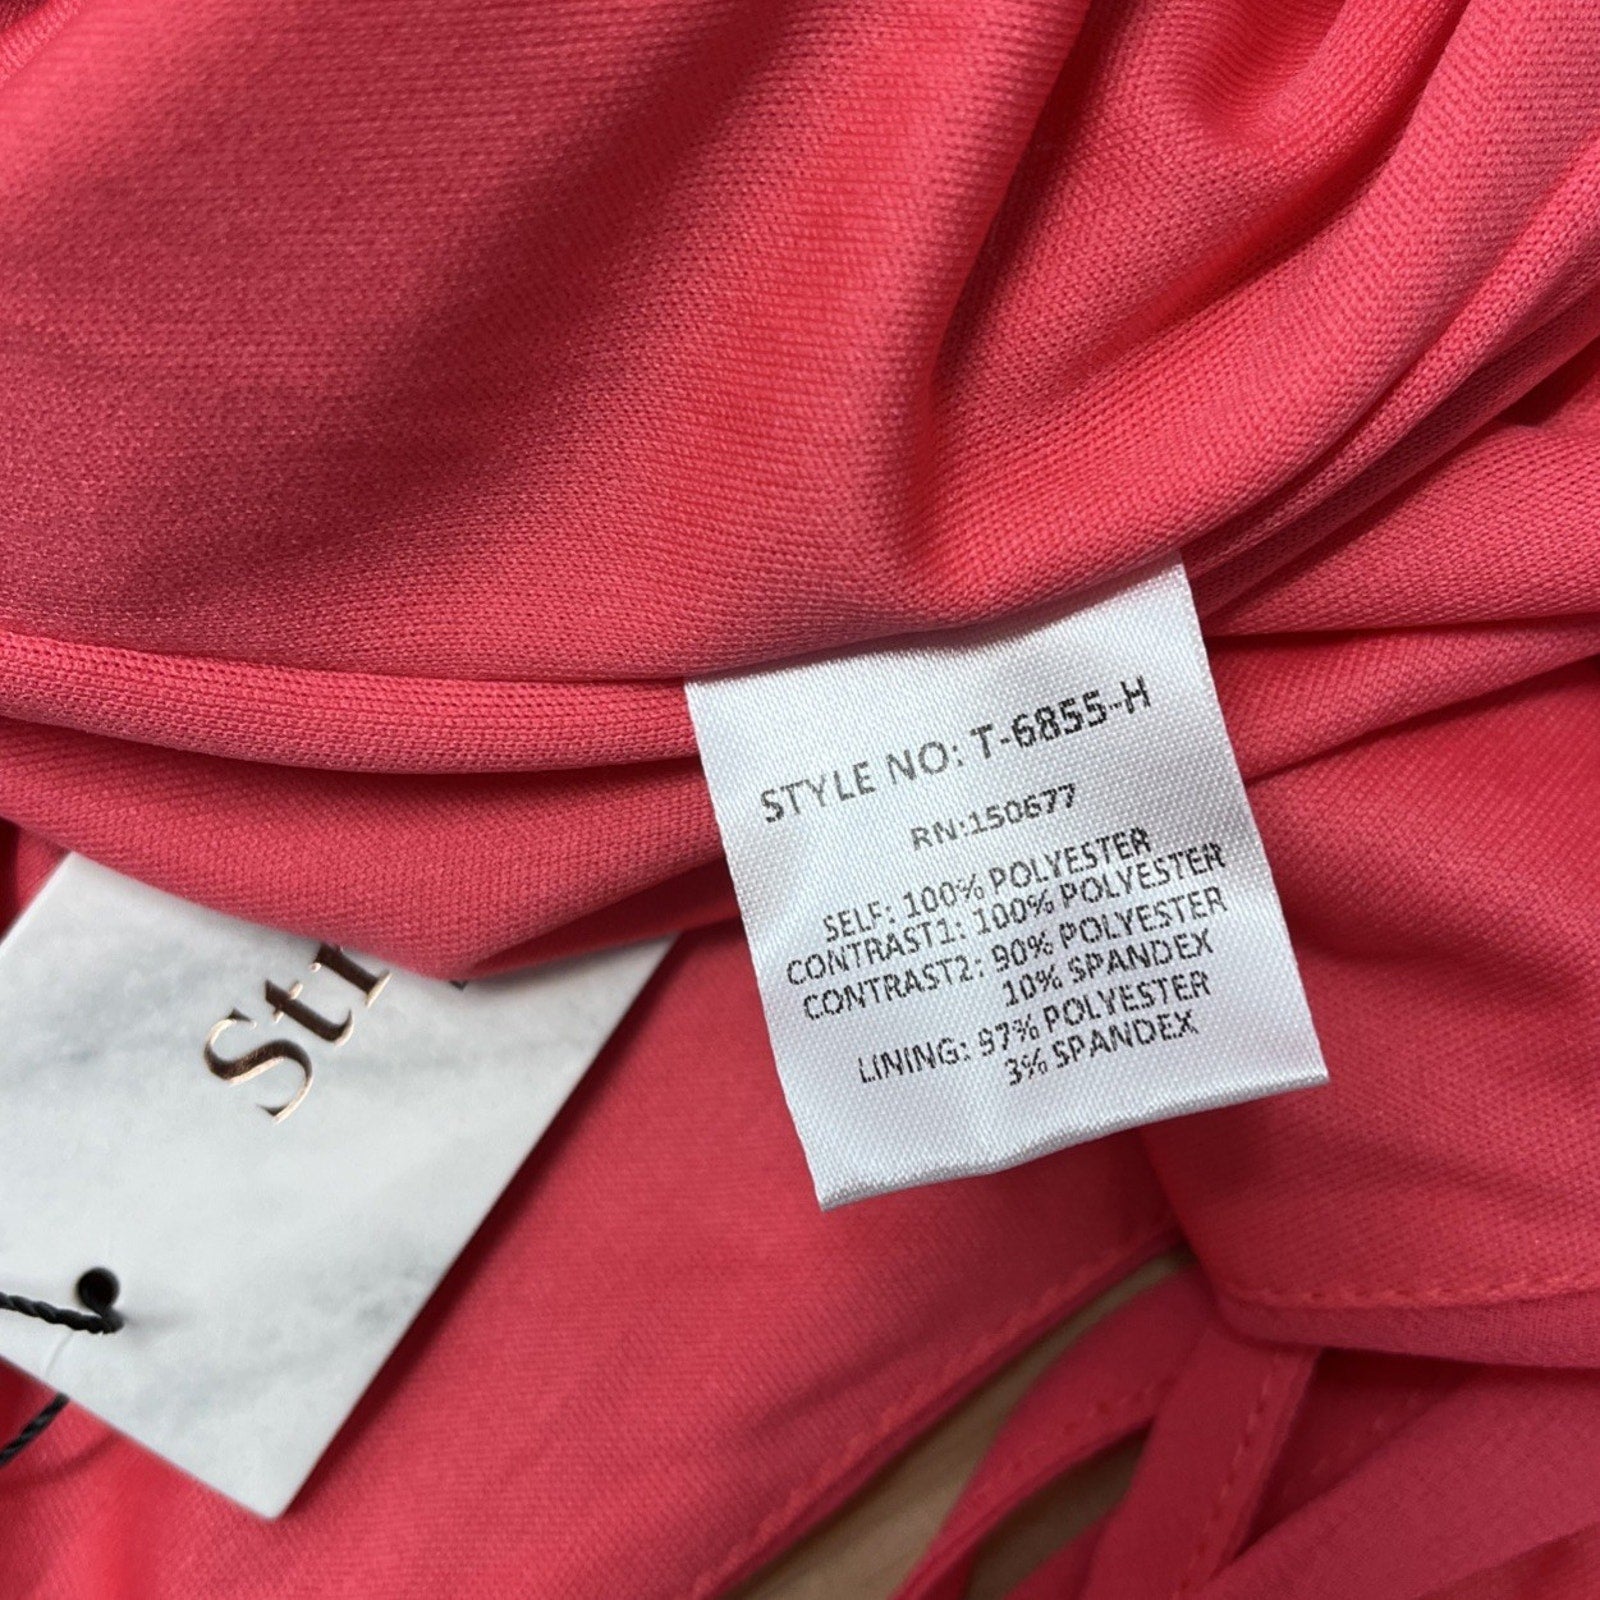 STYLE NO: T-6855-H
RN:150677
SELF: 100% POLYESTER
CONTRAST1: 100% POLYESTER
CONTRAST2: 90% POLYESTER
10% SPANDEX
LINING: 97% POLYESTER
3% SPANDEX
Str